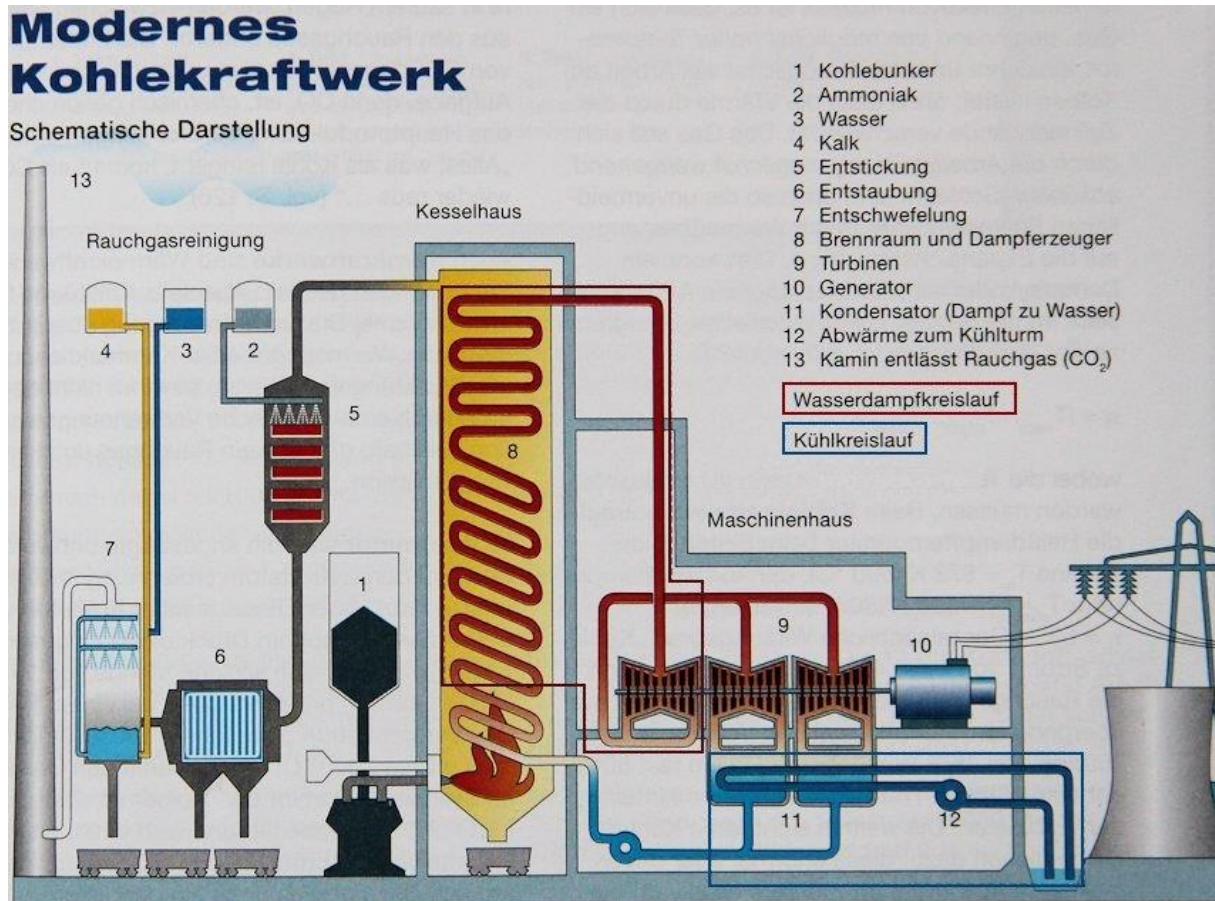 Modernes
Kohlekraftwerk
Schematische Darstellung
1 Kohlebunker
2 Ammoniak
3 Wasser
4 Kalk
5 Entstickung
6 Entstaubung
7 Entschwefelung
8 Brennraum und Dampferzeuger
9 Turbinen
10 Generator
11 Kondensator (Dampf zu Wasser)
12 Abwärme zum Kühlturm
13 Kamin entlässt Rauchgas (CO₂)
Wasserdampfkreislauf
Kühlkreislauf
13
Kesselhaus
Rauchgasreinigung
4
3
2
5
8
Maschinenhaus
7
1
6
9
10
11
12